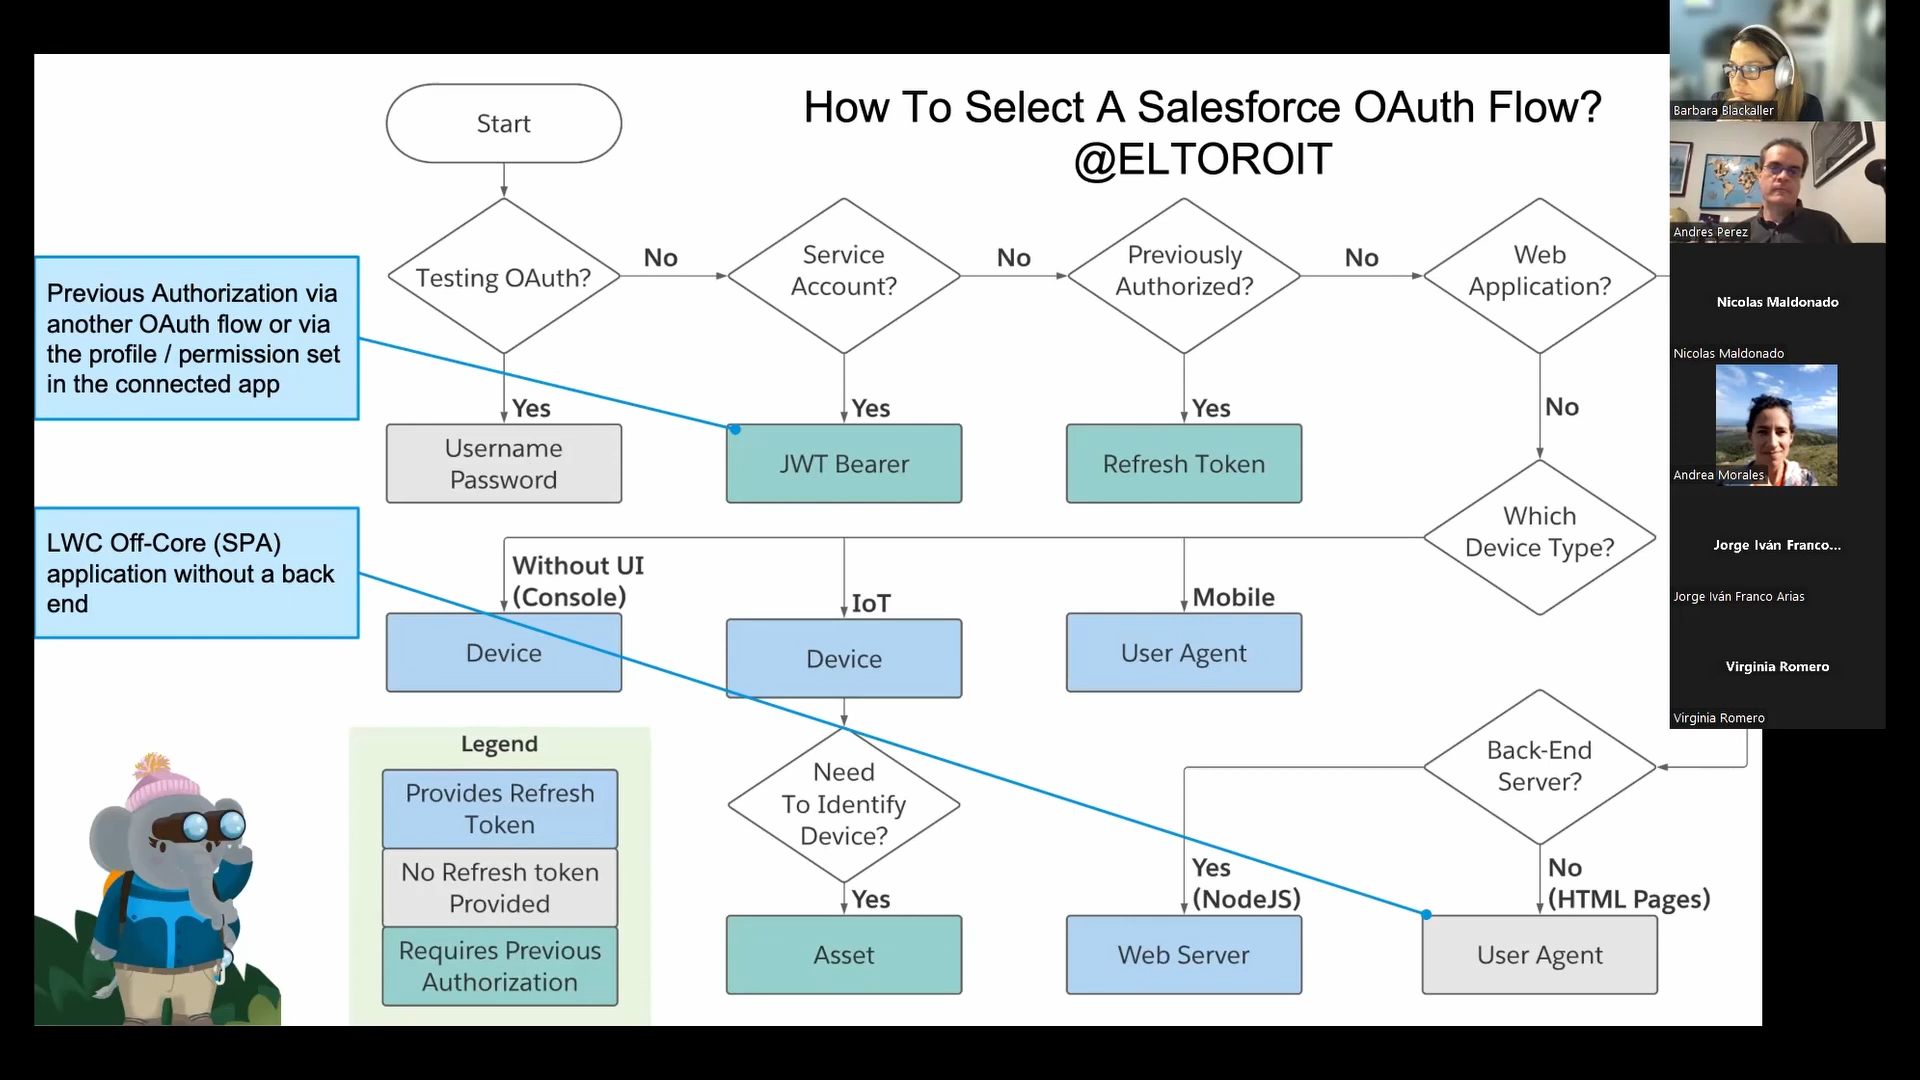 How To Select A Salesforce OAuth Flow?
@ELTOROIT
Start
Testing OAuth?
No
Service
Account?
No
Previously
Authorized?
No
Web
Application?
Previous Authorization via
another OAuth flow or via
the profile / permission set
in the connected app
Yes
Username
Password
Yes
JWT Bearer
Yes
Refresh Token
No
Which
Device Type?
LWC Off-Core (SPA)
application without a back
end
Without UI
(Console)
Device
IoT
Device
Mobile
User Agent
Need
To Identify
Device?
Yes
Asset
Back-End
Server?
Yes
(NodeJS)
Web Server
No
(HTML Pages)
User Agent
Legend
Provides Refresh
Token
No Refresh token
Provided
Requires Previous
Authorization
Barbara Blackaller
Andres Perez
Nicolas Maldonado
Nicolas Maldonado
Andrea Morales
Jorge Iván Franco...
Jorge Iván Franco Arias
Virginia Romero
Virginia Romero